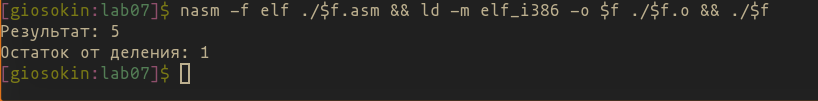 [giosokin:lab07]$ nasm -f elf ./$f.asm && ld -m elf_i386 -o $f ./$f.o && ./$f
Результат: 5
Остаток от деления: 1
[giosokin:lab07]$